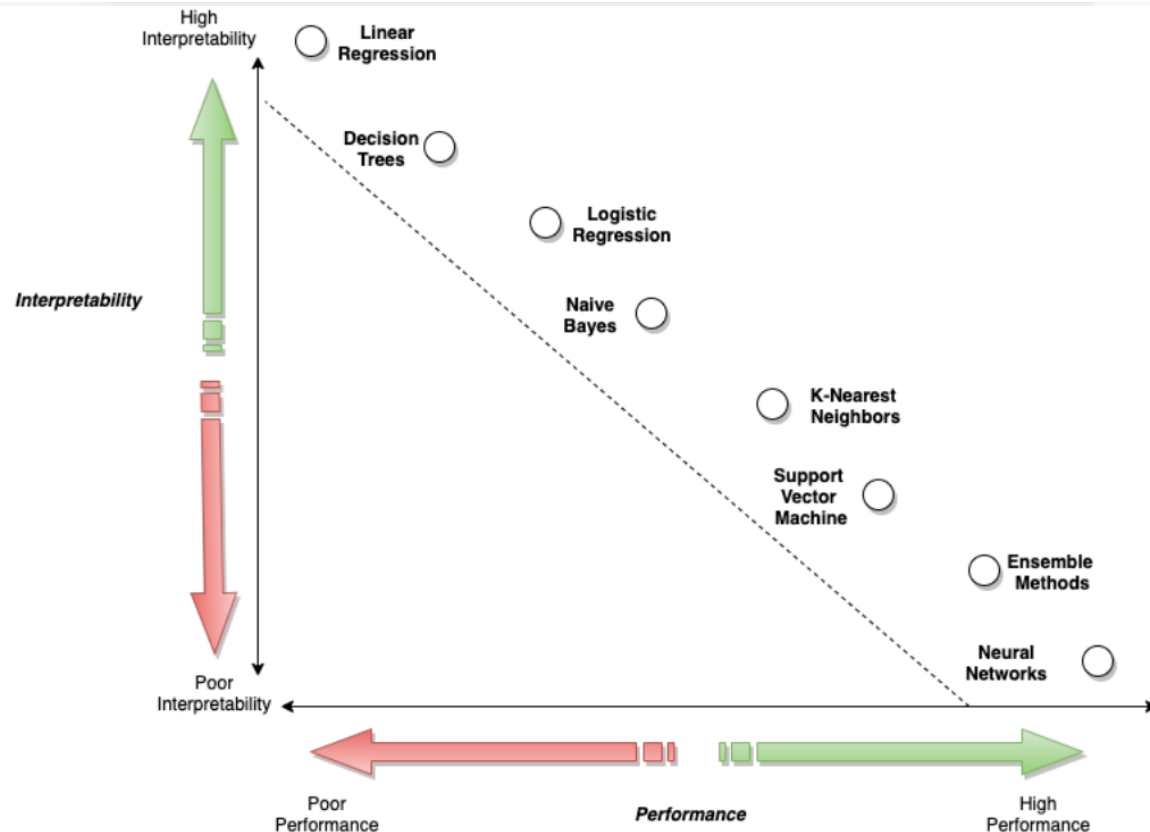 High
Interpretability
Linear
Regression
Decision
Trees
Logistic
Regression
Interpretability
Naive
Bayes
K-Nearest
Neighbors
Support
Vector
Machine
Ensemble
Methods
Neural
Networks
Poor
Interpretability
Poor
Performance
Performance
High
Performance